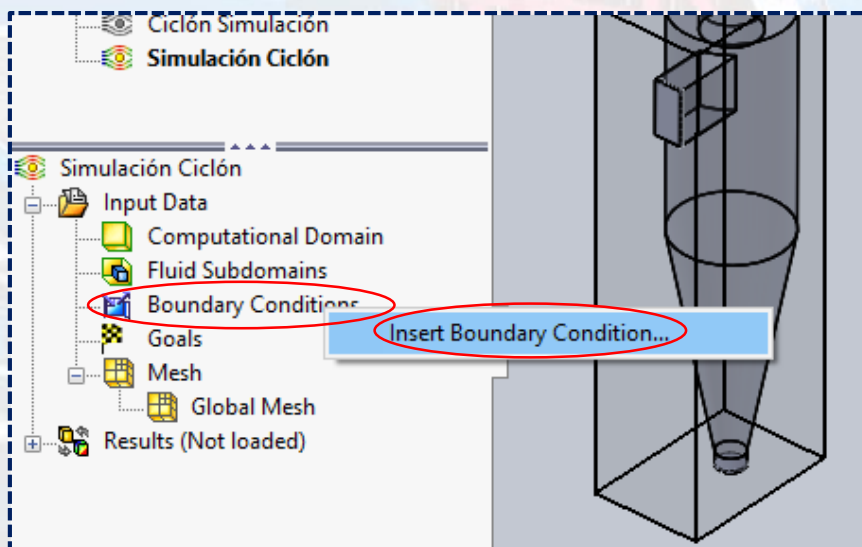 Ciclón Simulación
Simulación Ciclón
Simulación Ciclón
Input Data
Computational Domain
Fluid Subdomains
Boundary Conditions
Insert Boundary Condition...
Goals
Mesh
Global Mesh
Results (Not loaded)